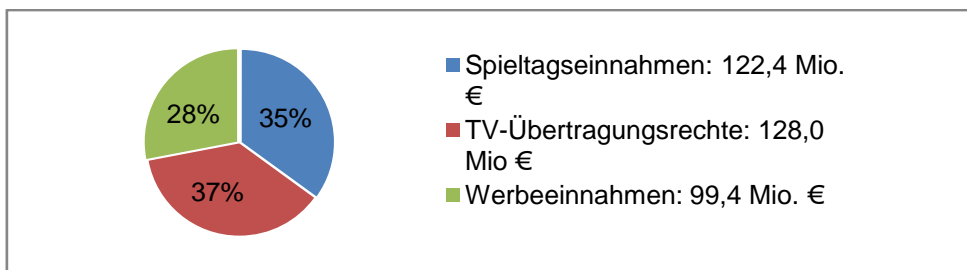 28%
35%
37%
Spieltagseinnahmen: 122,4 Mio.
€
TV-Übertragungsrechte: 128,0
Mio €
Werbeeinnahmen: 99,4 Mio. €